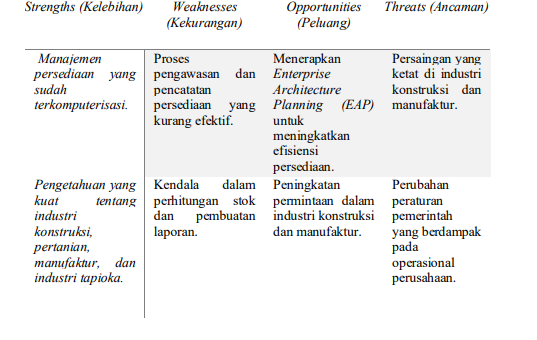 Strengths (Kelebihan)
Weaknesses
(Kekurangan)
Opportunities
(Peluang)
Threats (Ancaman)
Manajemen
persediaan yang
sudah
terkomputerisasi.
Proses
pengawasan dan
pencatatan
persediaan yang
kurang efektif.
Menerapkan
Enterprise
Architecture
Planning (EAP)
untuk
meningkatkan
efisiensi
persediaan.
Persaingan yang
ketat di industri
konstruksi dan
manufaktur.
Pengetahuan yang
kuat tentang
industri
konstruksi,
pertanian,
manufaktur, dan
industri tapioka.
Kendala dalam
perhitungan stok
dan pembuatan
laporan.
Peningkatan
permintaan dalam
industri konstruksi
dan manufaktur.
Perubahan
peraturan
pemerintah
yang berdampak
pada
operasional
perusahaan.